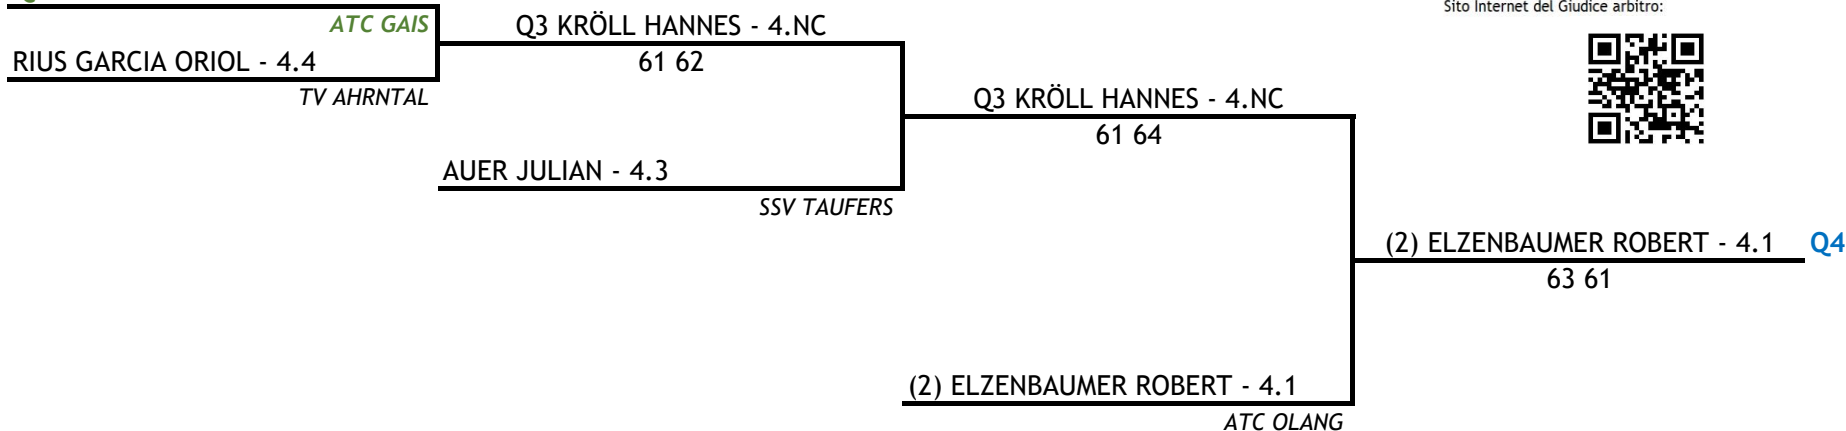 Sito Internet del Giudice arbitro:
ATC GAIS
Q3 KRÖLL HANNES - 4.NC
RIUS GARCIA ORIOL - 4.4
61 62
TV AHRNTAL
Q3 KRÖLL HANNES - 4.NC
61 64
AUER JULIAN - 4.3
SSV TAUFERS
(2) ELZENBAUMER ROBERT - 4.1 Q4
63 61
(2) ELZENBAUMER ROBERT - 4.1
ATC OLANG